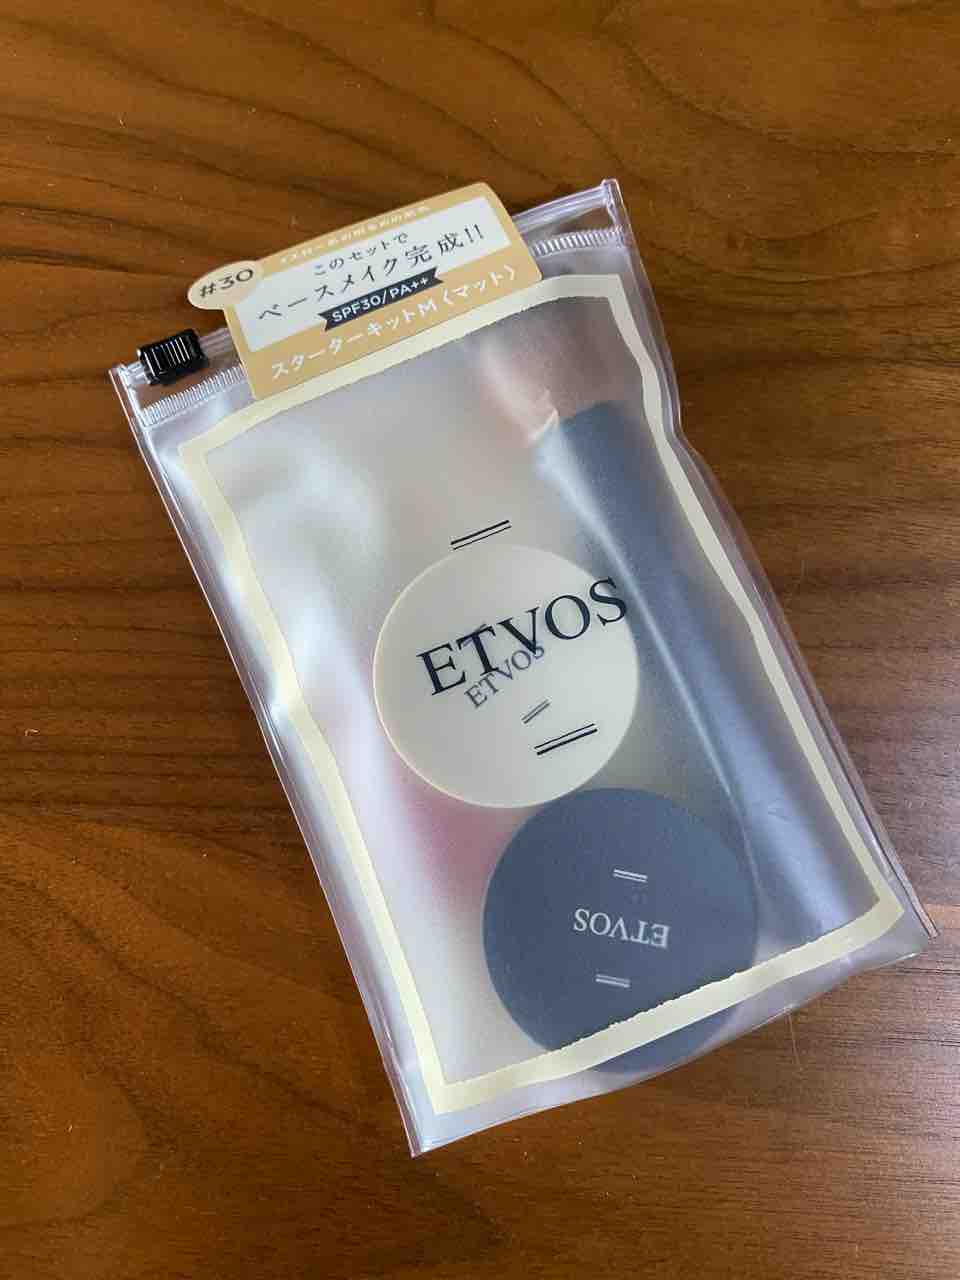 #30
このセットで
ベースメイク完成!!
SPF30/PA++
スターターキットM〈マット〉
ETVOS
ETVOS
ETVOS